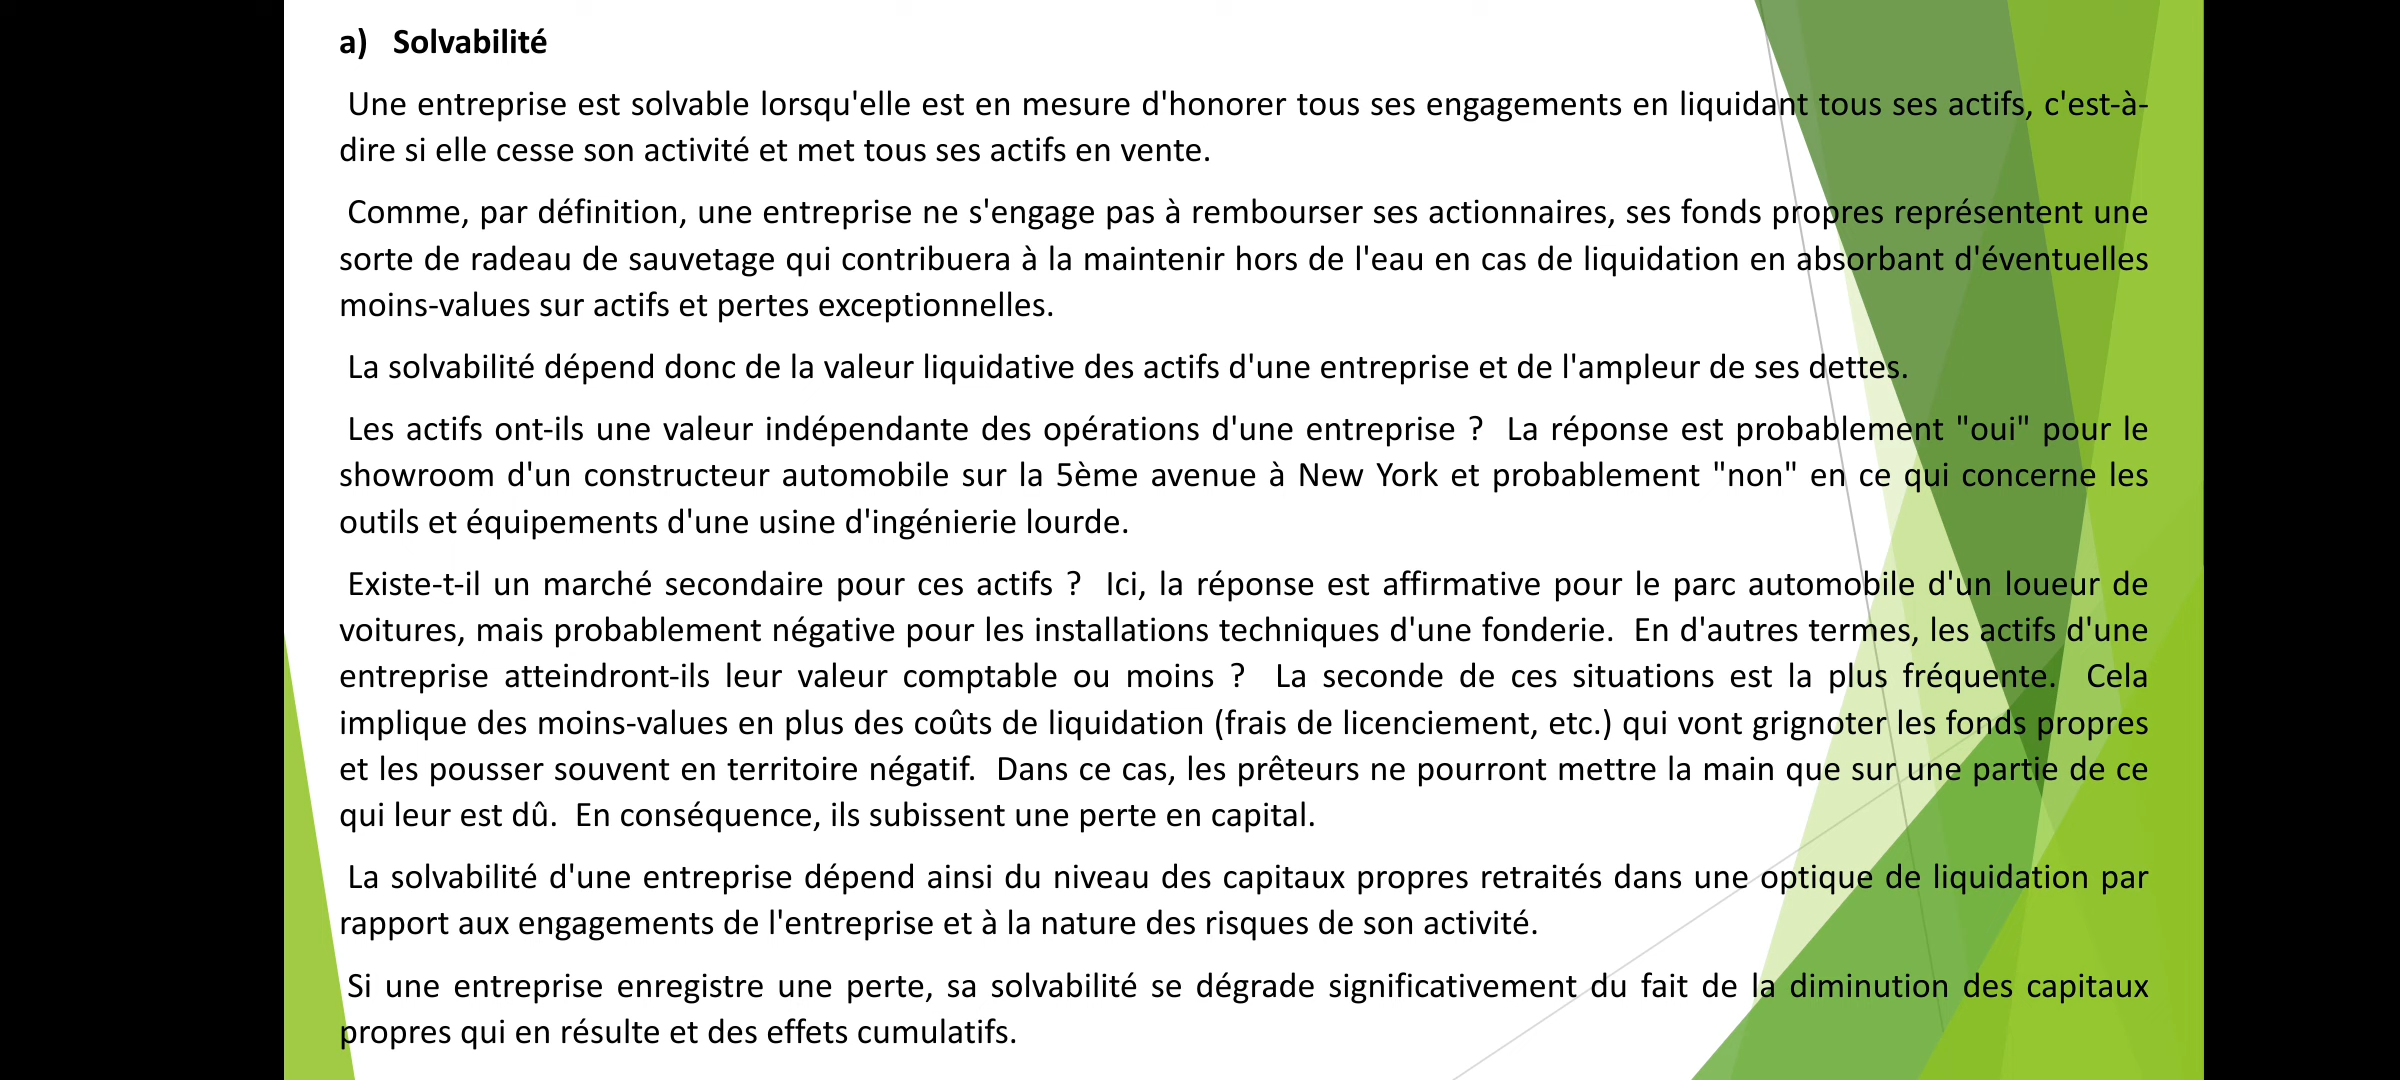 a) Solvabilité
Une entreprise est solvable lorsqu'elle est en mesure d'honorer tous ses engagements en liquidant tous ses actifs, c'est-à-
dire si elle cesse son activité et met tous ses actifs en vente.
Comme, par définition, une entreprise ne s'engage pas à rembourser ses actionnaires, ses fonds propres représentent une
sorte de radeau de sauvetage qui contribuera à la maintenir hors de l'eau en cas de liquidation en absorbant d'éventuelles
moins-values sur actifs et pertes exceptionnelles.
La solvabilité dépend donc de la valeur liquidative des actifs d'une entreprise et de l'ampleur de ses dettes.
Les actifs ont-ils une valeur indépendante des opérations d'une entreprise ? La réponse est probablement "oui" pour le
showroom d'un constructeur automobile sur la 5ème avenue à New York et probablement "non" en ce qui concerne les
outils et équipements d'une usine d'ingénierie lourde.
Existe-t-il un marché secondaire pour ces actifs ? Ici, la réponse est affirmative pour le parc automobile d'un loueur de
voitures, mais probablement négative pour les installations techniques d'une fonderie. En d'autres termes, les actifs d'une
entreprise atteindront-ils leur valeur comptable ou moins ? La seconde de ces situations est la plus fréquente. Cela
implique des moins-values en plus des coûts de liquidation (frais de licenciement, etc.) qui vont grignoter les fonds propres
et les pousser souvent en territoire négatif. Dans ce cas, les prêteurs ne pourront mettre la main que sur une partie de ce
qui leur est dû. En conséquence, ils subissent une perte en capital.
La solvabilité d'une entreprise dépend ainsi du niveau des capitaux propres retraités dans une optique de liquidation par
rapport aux engagements de l'entreprise et à la nature des risques de son activité.
Si une entreprise enregistre une perte, sa solvabilité se dégrade significativement du fait de la diminution des capitaux
propres qui en résulte et des effets cumulatifs.